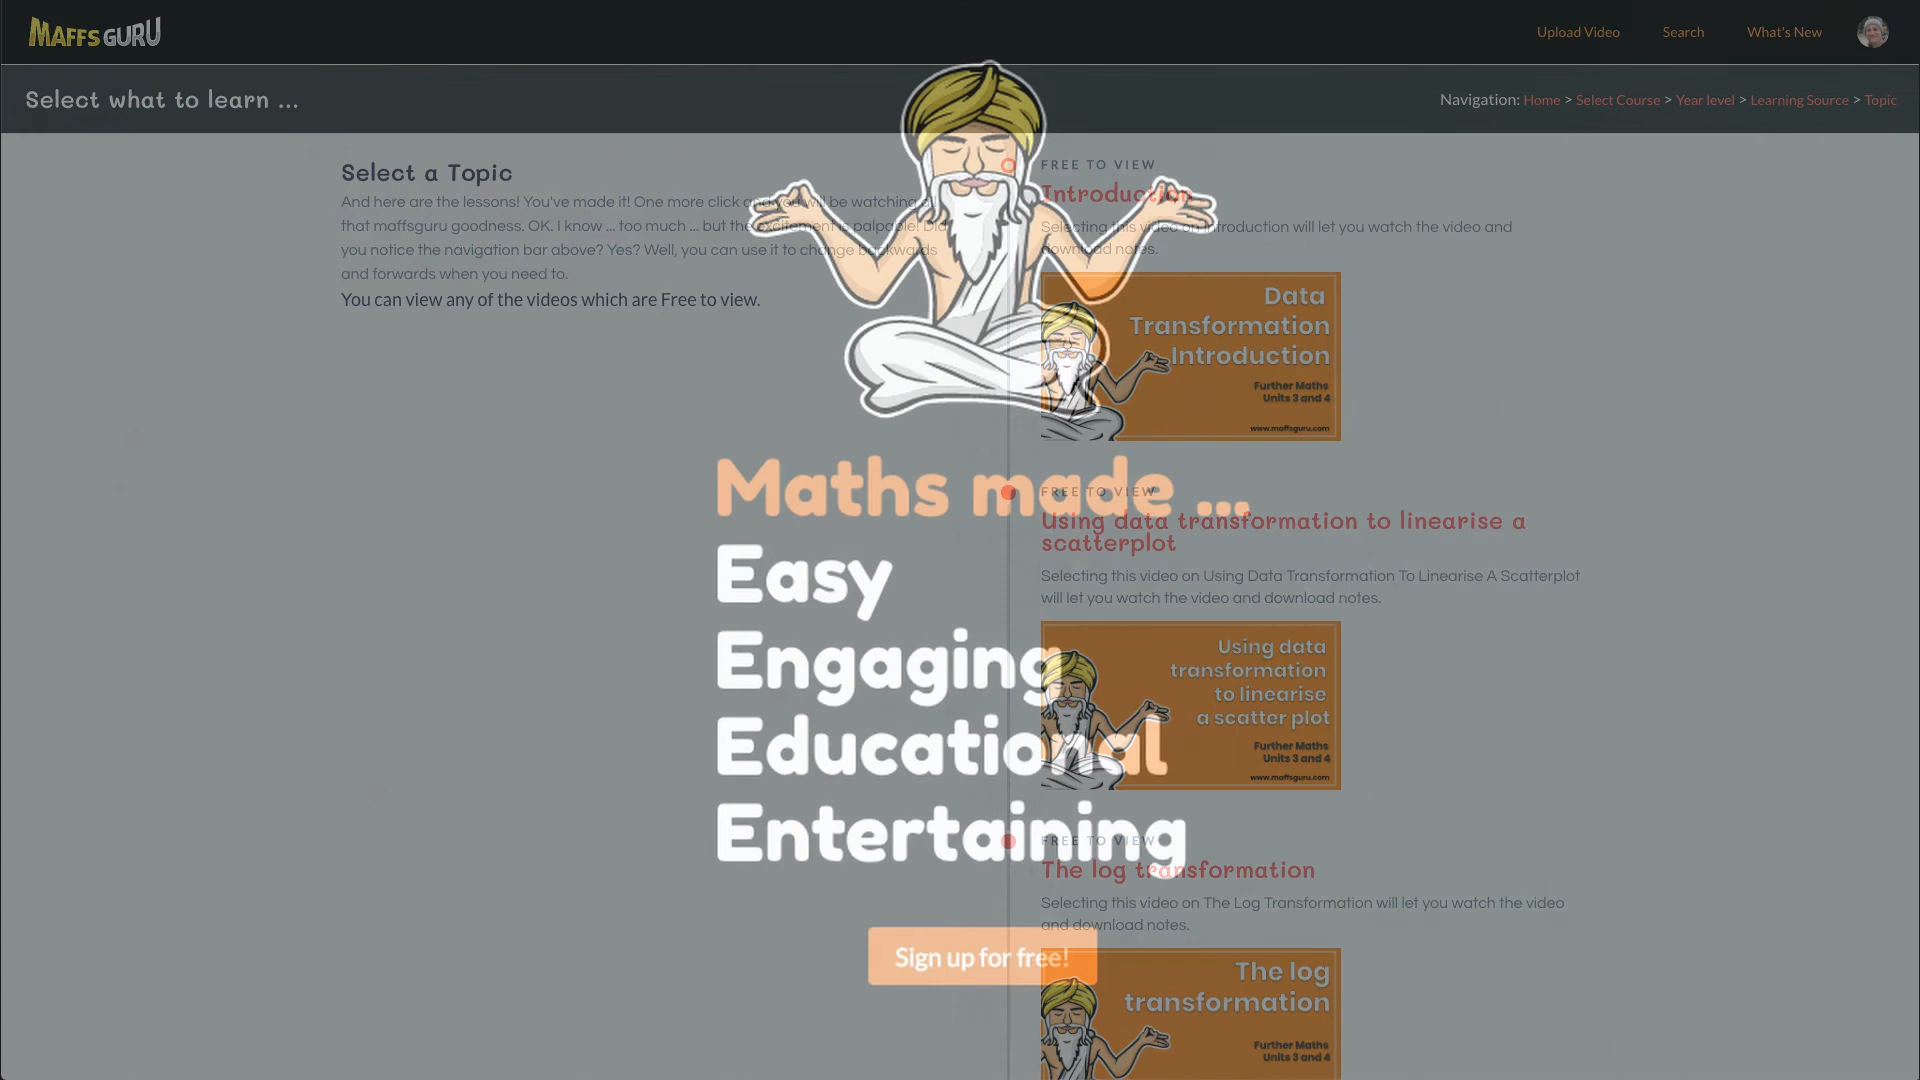 MAFFS GURU
Upload Video
Search
What's New
Select what to learn ...
Navigation: Home > Select Course > Year level > Learning Source > Topic
Select a Topic
And here are the lessons! You've made it! One more click and you will be watching all
that maffsguru goodness. OK. I know ... too much ... but the excitement is palpable! Did
you notice the navigation bar above? Yes? Well, you can use it to change backwards
and forwards when you need to.
You can view any of the videos which are Free to view.
FREE TO VIEW
Introduction
Selecting this video on Introduction will let you watch the video and
download notes.
Data
Transformation
Introduction
Further Maths
Units 3 and 4
www.maffsguru.com
Maths made ...
Easy
Engaging
Educational
Entertaining
Sign up for free!
FREE TO VIEW
Using data transformation to linearise a
scatterplot
Selecting this video on Using Data Transformation To Linearise A Scatterplot
will let you watch the video and download notes.
Using data
transformation
to linearise
a scatter plot
Further Maths
Units 3 and 4
www.maffsguru.com
FREE TO VIEW
The log transformation
Selecting this video on The Log Transformation will let you watch the video
and download notes.
The log
transformation
Further Maths
Units 3 and 4